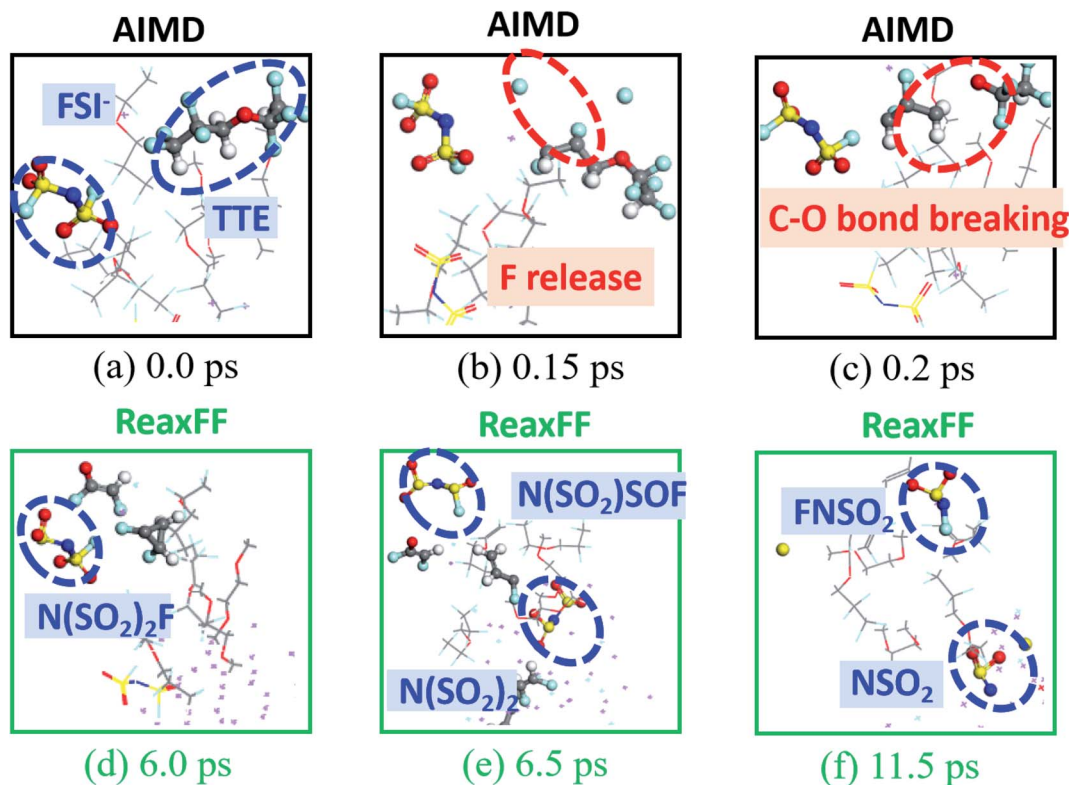 AIMD
AIMD
AIMD
FSI⁻
TTE
F release
C-O bond breaking
(a) 0.0 ps
(b) 0.15 ps
(c) 0.2 ps
ReaxFF
ReaxFF
ReaxFF
N(SO₂)₂F
N(SO₂)SOF
N(SO₂)₂
FNSO₂
NSO₂
(d) 6.0 ps
(e) 6.5 ps
(f) 11.5 ps